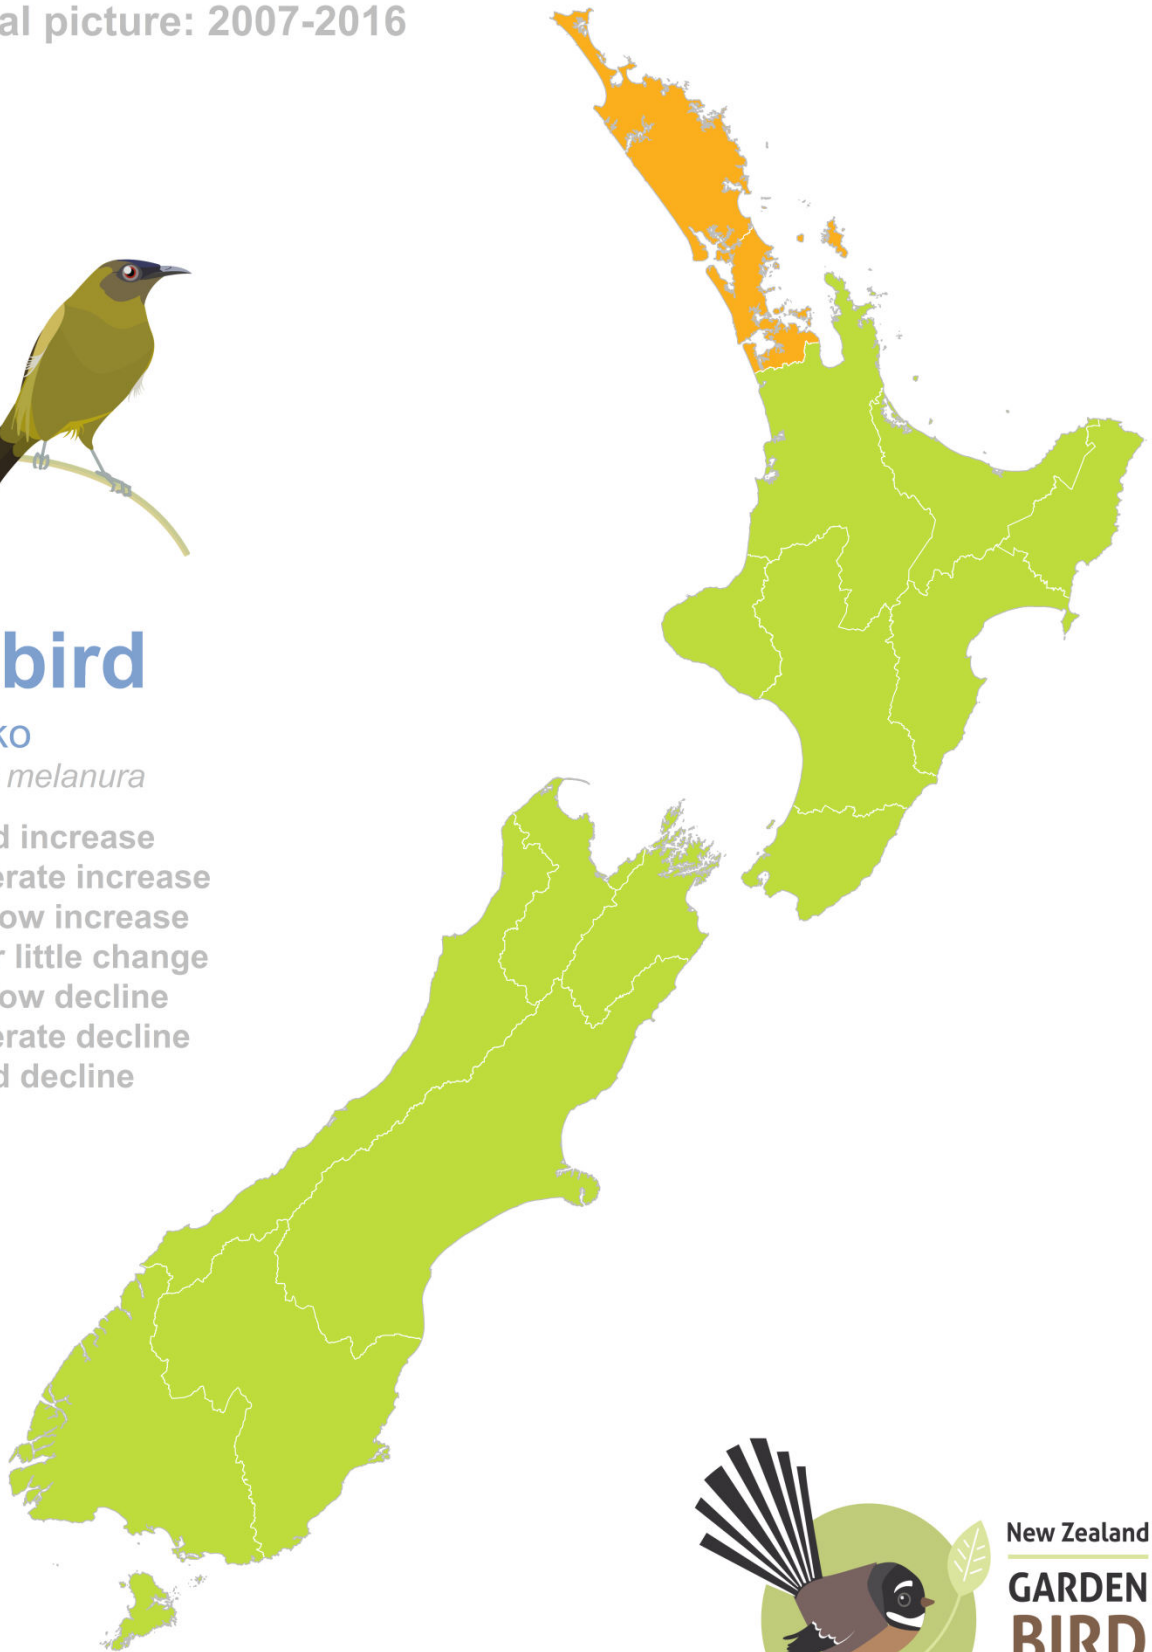 al picture: 2007-2016
bird
ko
melanura
d increase
erate increase
ow increase
r little change
ow decline
erate decline
d decline
New Zealand
GARDEN
BIRD